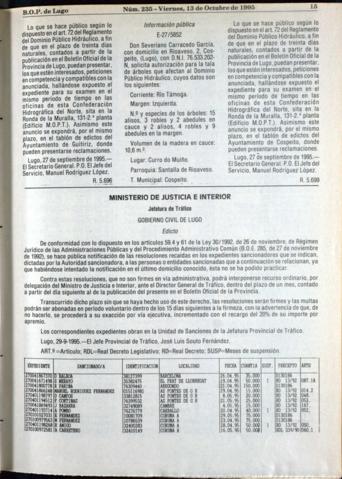 B.O.P. de Lugo
Núm. 235 - Viernes, 13 de Octubre de 1995
15
Lo que se hace público según lo
dispuesto en el art. 72 del Reglamento
del Dominio Público Hidráulico, a fin
de que en el plazo de treinta días
naturales, contados a partir de la
publicación en el Boletín Oficial de la
Provincia de Lugo, puedan presentar,
los que estén interesados, peticiones
en competencia y compatibles con la
anunciada, hallándose expuesto el
expediente para su examen en el
mismo periodo de tiempo en las
oficinas de esta Confederación
Hidrográfica del Norte, sita en la
Ronda de la Muralla, 131-2.ª planta
(Edificio M.O.P.T.). Asimismo este
anuncio se expondrá, por el mismo
plazo, en el tablón de edictos del
Ayuntamiento de Guitiriz, donde
pueden presentarse reclamaciones.
Lugo, 27 de septiembre de 1995.—
El Secretario General. P.O. El Jefe del
Servicio, Manuel Rodríguez López.
R. 5.696
Información pública
E-27/5852
Don Severiano Carracedo García,
con domicilio en Risoaveo, 2, Cos-
peito, (Lugo), con D.N.I. 76.533.202-
N, solicita autorización para la tala
de árboles que afectan al Dominio
Público Hidráulico, cuyos datos son
los siguientes:
Corriente: Río Támoga.
Margen: Izquierda.
N.º y especies de los árboles: 15
alisos, 3 robles y 2 abedules en
cauce y 2 alisos, 4 robles y 9
abedules en la margen.
Volumen de la madera en cauce:
10,6 m.³
Lugar: Curro do Muiño.
Parroquia: Santalla de Risoaveo.
T. Municipal: Cospeito.
Lo que se hace público según lo
dispuesto en el art. 72 del Reglamento
del Dominio Público Hidráulico, a fin
de que en el plazo de treinta días
naturales, contados a partir de la
publicación en el Boletín Oficial de la
Provincia de Lugo, puedan presentar,
los que estén interesados, peticiones
en competencia y compatibles con la
anunciada, hallándose expuesto el
expediente para su examen en el
mismo periodo de tiempo en las
oficinas de esta Confederación
Hidrográfica del Norte, sita en la
Ronda de la Muralla, 131-2.ª planta
(Edificio M.O.P.T.). Asimismo este
anuncio se expondrá, por el mismo
plazo, en el tablón de edictos del
Ayuntamiento de Cospeito, donde
pueden presentarse reclamaciones.
Lugo, 27 de septiembre de 1995.—
El Secretario General. P.O. El Jefe del
Servicio, Manuel Rodríguez López.
R. 5.699
MINISTERIO DE JUSTICIA E INTERIOR
Jefatura de Tráfico
GOBIERNO CIVIL DE LUGO
Edicto
De conformidad con lo dispuesto en los artículos 59.4 y 61 de la Ley 30/1992, de 26 de noviembre, de Régimen
Jurídico de las Administraciones Públicas y del Procedimiento Administrativo Común (B.O.E. 285, de 27 de noviembre
de 1992), se hace pública notificación de las resoluciones recaídas en los expedientes sancionadores que se indican,
dictadas por la Autoridad sancionadora, a las personas o entidades sancionadas que a continuación se relacionan, ya
que habiéndose intentado la notificación en el último domicilio conocido, ésta no se ha podido practicar.
Contra estas resoluciones, que no son firmes en vía administrativa, podrá interponerse recurso ordinario, por
delegación del Ministro de Justicia e Interior, ante el Director General de Tráfico, dentro del plazo de un mes, contado
a partir del día siguiente al de la publicación del presente en el Boletín Oficial de la Provincia.
Transcurrido dicho plazo sin que se haya hecho uso de este derecho, las resoluciones serán firmes y las multas
podrán ser abonadas en período voluntario dentro de los 15 días siguientes a la firmeza, con la advertencia de que, de
no hacerlo, se procederá a su exacción por vía ejecutiva, incrementado con el recargo del 20% de su importe por
apremio.
Los correspondientes expedientes obran en la Unidad de Sanciones de la Jefatura Provincial de Tráfico.
Lugo, 29-9-1995.—El Jefe Provincial de Tráfico, José Luis Souto Fernández.
ART.ª=Artículo; RDL=Real Decreto Legislativo; RD=Real Decreto; SUSP=Meses de suspensión.
EXPEDIENTE SANCIONADO/A IDENTIFICACION LOCALIDAD FECHA CUANTIA SUSP. PRECEPTO ARTº